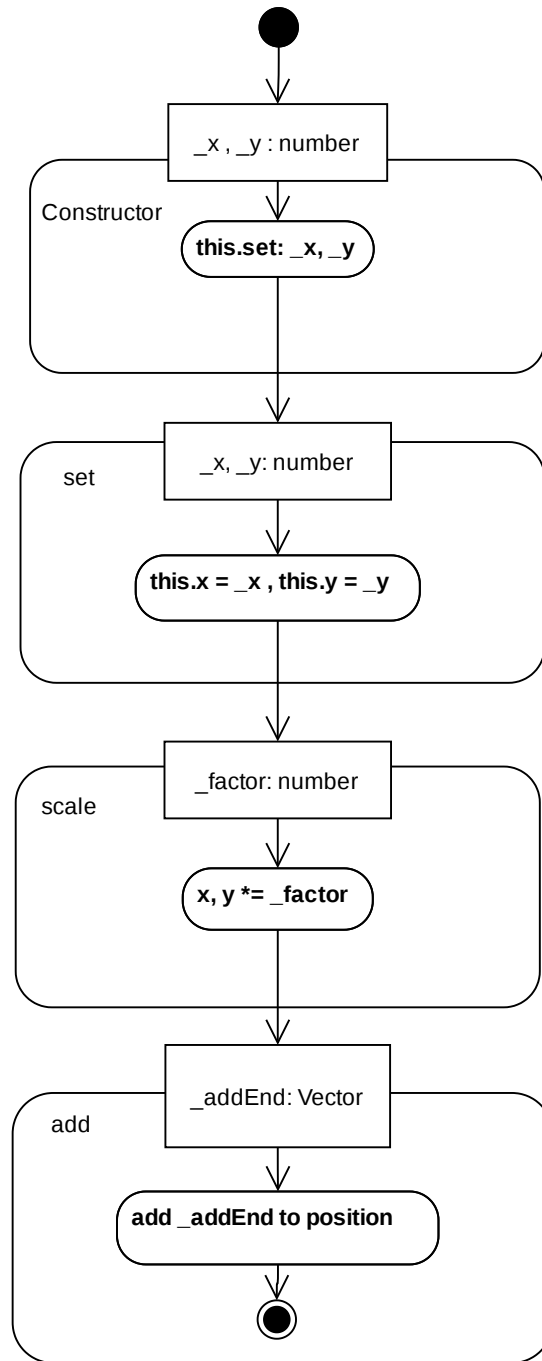 _x , _y : number
Constructor
this.set: _x, _y
_x, _y: number
set
this.x = _x , this.y = _y
_factor: number
scale
x, y *= _factor
_addEnd: Vector
add
add _addEnd to position